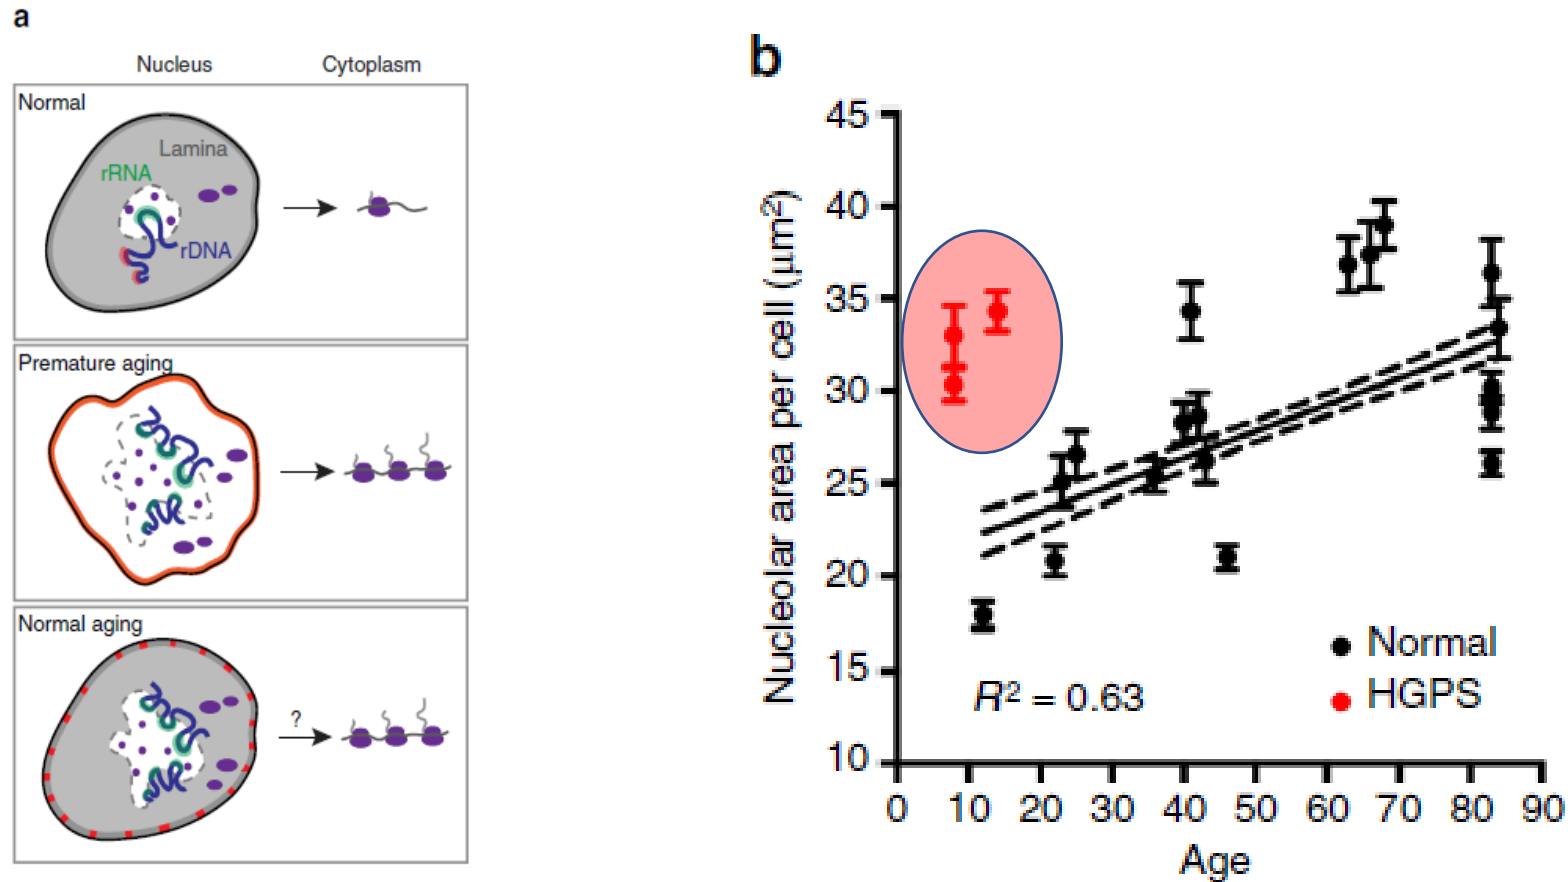 a
Nucleus Cytoplasm
Normal
Lamina
rRNA
rDNA
Premature aging
Normal aging
?
b
Nucleolar area per cell (μm²)
45
40
35
30
25
20
15
10
R² = 0.63
Normal
HGPS
0 10 20 30 40 50 60 70 80 90
Age